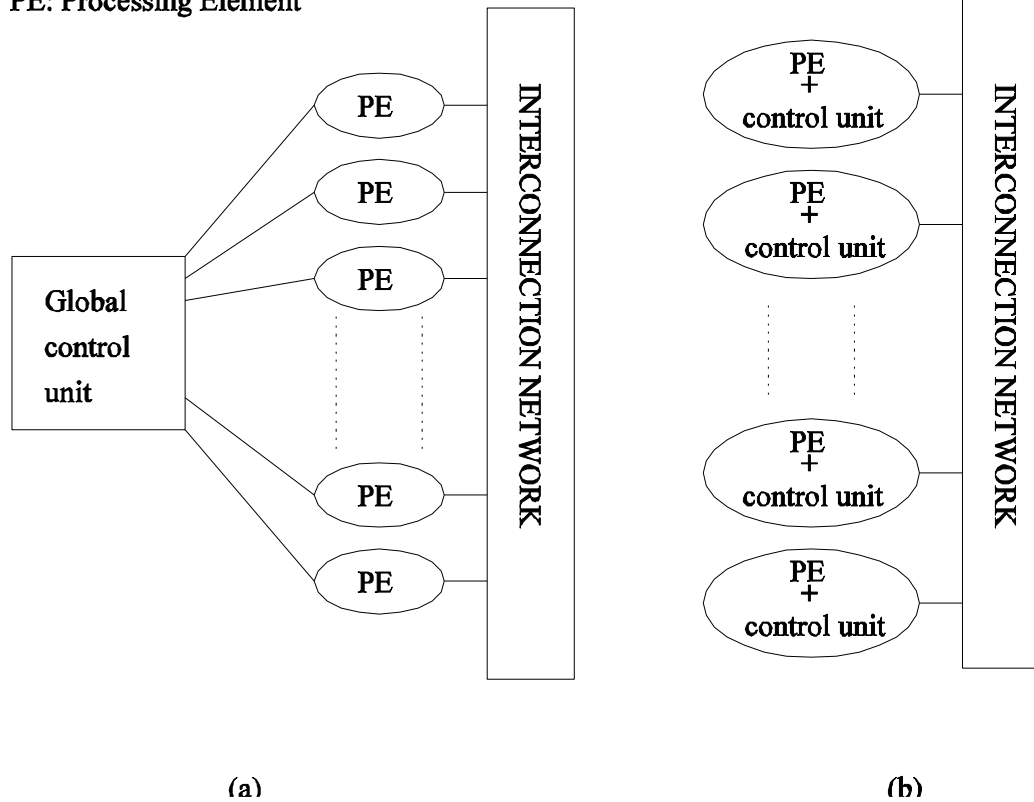 PE: Processing Element
PE
PE
PE
PE
PE
Global
control
unit
INTERCONNECTION NETWORK
(a)
PE
+
control unit
PE
+
control unit
PE
+
control unit
PE
+
control unit
INTERCONNECTION NETWORK
(b)